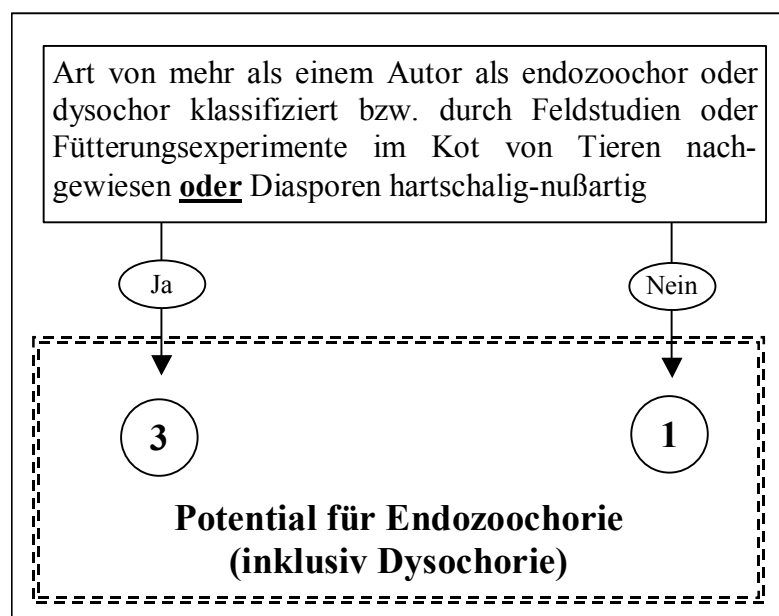 Art von mehr als einem Autor als endozoochor oder
dysochor klassifiziert bzw. durch Feldstudien oder
Fütterungsexperimente im Kot von Tieren nach-
gewiesen oder Diasporen hartschalig-nußartig
Ja
Nein
3
1
Potential für Endozoochorie
(inklusiv Dysochorie)